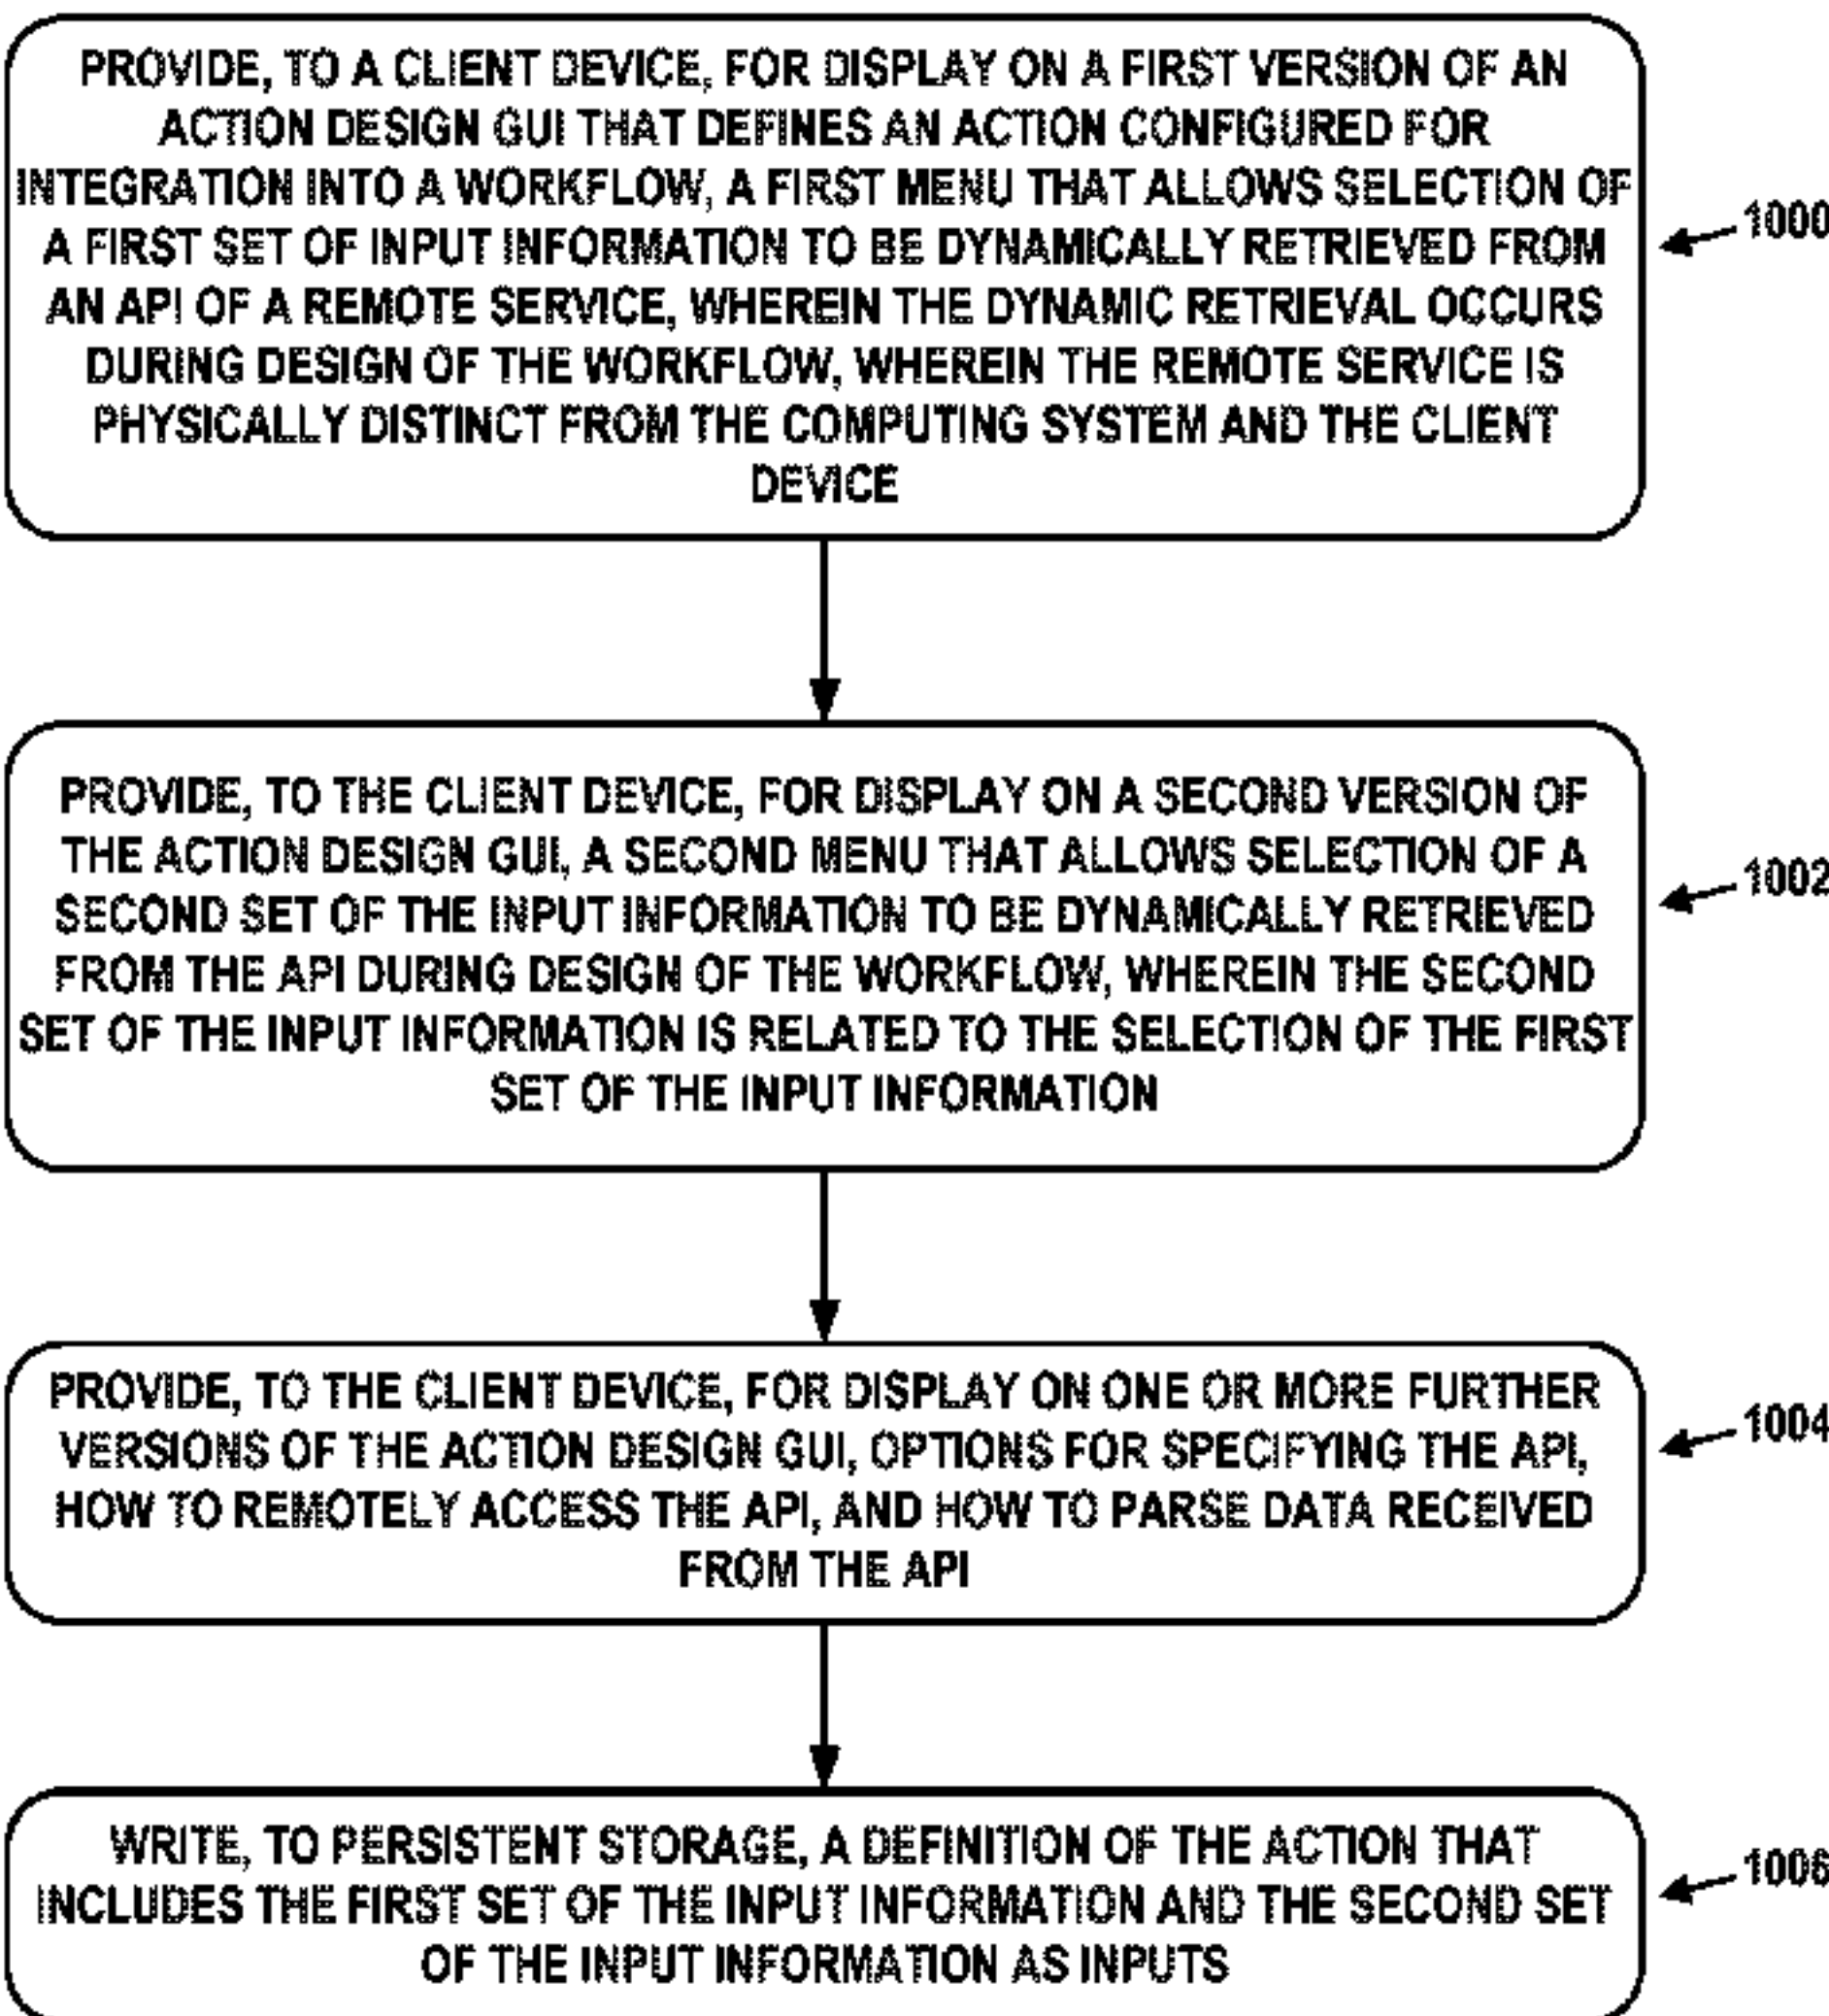 PROVIDE, TO A CLIENT DEVICE, FOR DISPLAY ON A FIRST VERSION OF AN
ACTION DESIGN GUI THAT DEFINES AN ACTION CONFIGURED FOR
INTEGRATION INTO A WORKFLOW, A FIRST MENU THAT ALLOWS SELECTION OF
A FIRST SET OF INPUT INFORMATION TO BE DYNAMICALLY RETRIEVED FROM
AN API OF A REMOTE SERVICE, WHEREIN THE DYNAMIC RETRIEVAL OCCURS
DURING DESIGN OF THE WORKFLOW, WHEREIN THE REMOTE SERVICE IS
PHYSICALLY DISTINCT FROM THE COMPUTING SYSTEM AND THE CLIENT
DEVICE
1000
PROVIDE, TO THE CLIENT DEVICE, FOR DISPLAY ON A SECOND VERSION OF
THE ACTION DESIGN GUI, A SECOND MENU THAT ALLOWS SELECTION OF A
SECOND SET OF THE INPUT INFORMATION TO BE DYNAMICALLY RETRIEVED
FROM THE API DURING DESIGN OF THE WORKFLOW, WHEREIN THE SECOND
SET OF THE INPUT INFORMATION IS RELATED TO THE SELECTION OF THE FIRST
SET OF THE INPUT INFORMATION
1002
PROVIDE, TO THE CLIENT DEVICE, FOR DISPLAY ON ONE OR MORE FURTHER
VERSIONS OF THE ACTION DESIGN GUI, OPTIONS FOR SPECIFYING THE API,
HOW TO REMOTELY ACCESS THE API, AND HOW TO PARSE DATA RECEIVED
FROM THE API
1004
WRITE, TO PERSISTENT STORAGE, A DEFINITION OF THE ACTION THAT
INCLUDES THE FIRST SET OF THE INPUT INFORMATION AND THE SECOND SET
OF THE INPUT INFORMATION AS INPUTS
1006